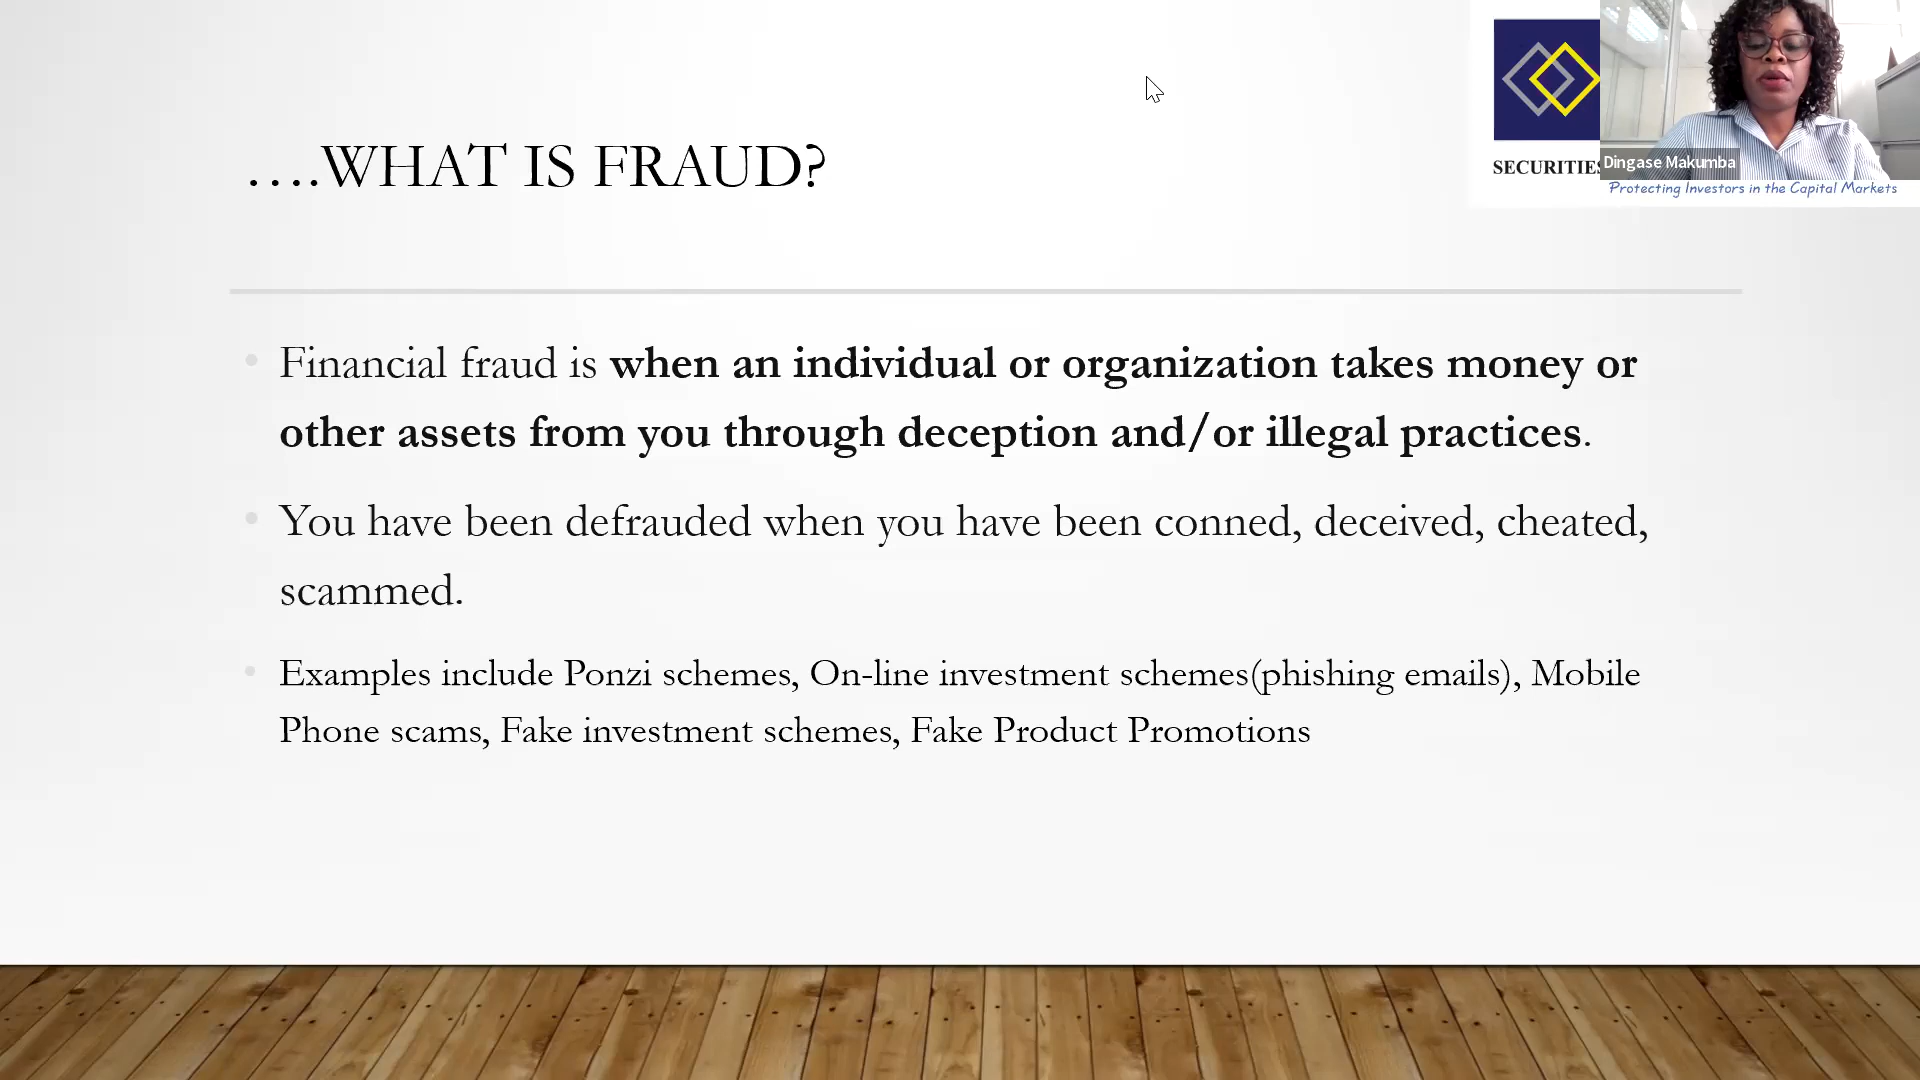 ....WHAT IS FRAUD?
SECURITIES
Dingase Makumba
Protecting Investors in the Capital Markets
• Financial fraud is when an individual or organization takes money or
other assets from you through deception and/or illegal practices.
• You have been defrauded when you have been conned, deceived, cheated,
scammed.
• Examples include Ponzi schemes, On-line investment schemes(phishing emails), Mobile
Phone scams, Fake investment schemes, Fake Product Promotions